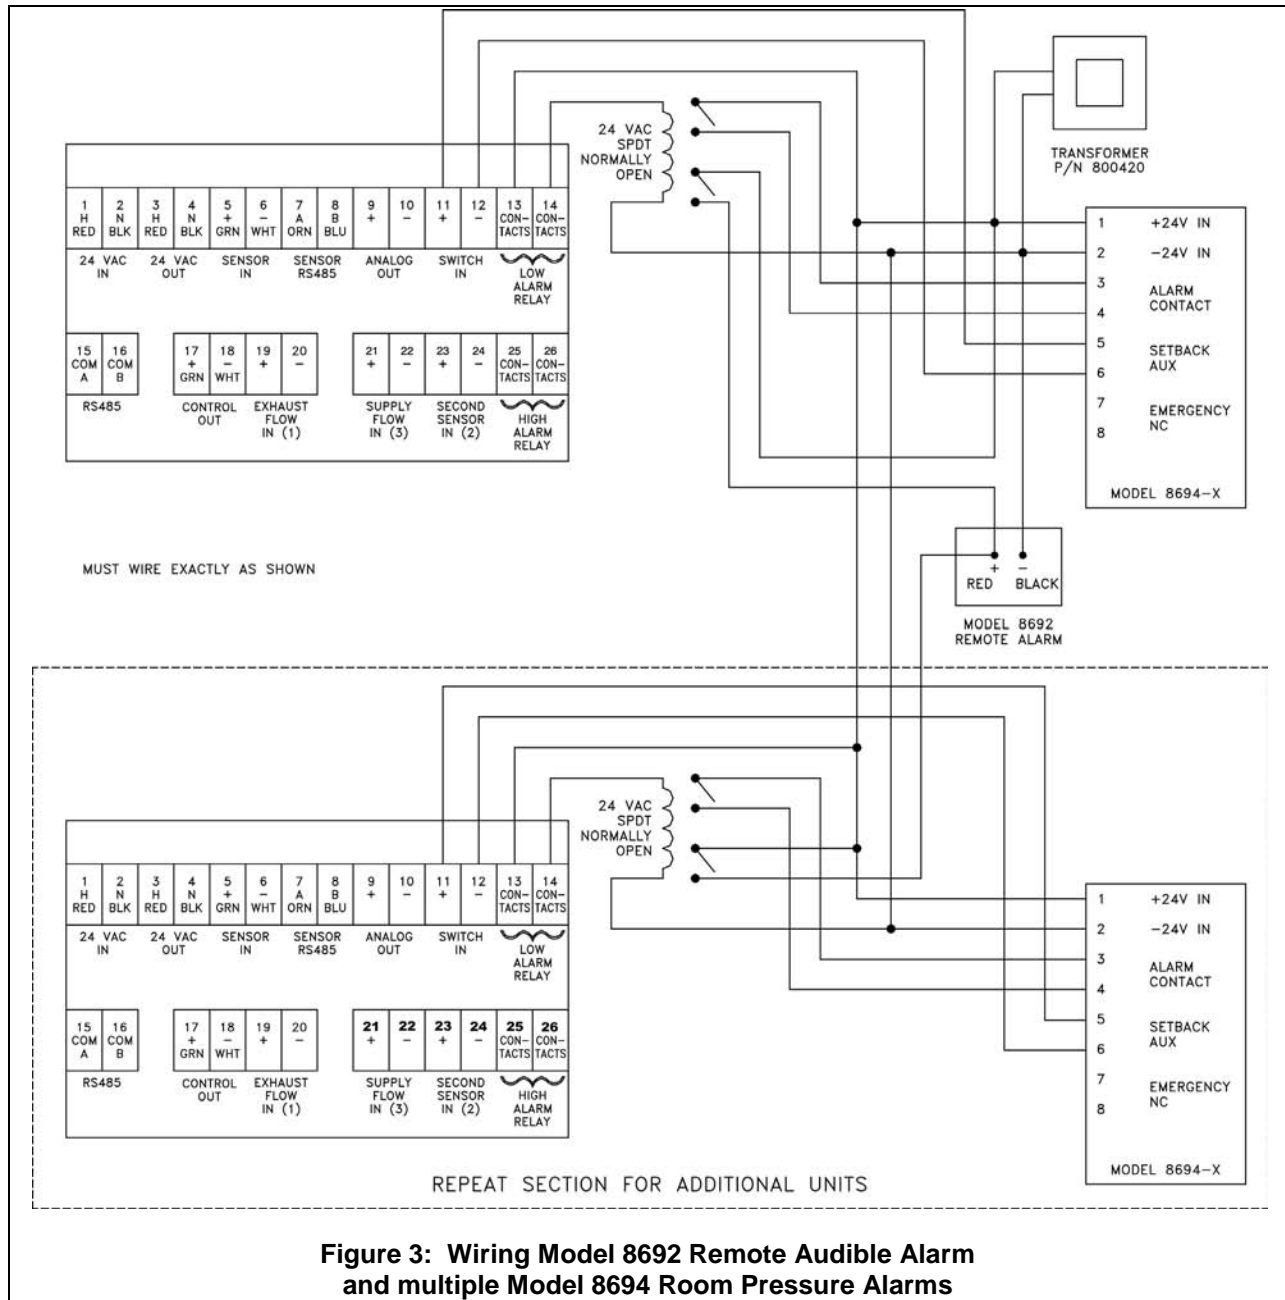 24 VAC
SPDT
NORMALLY
OPEN
TRANSFORMER
P/N 800420
1 2 3 4 5 6 7 8 9 10 11 12 13 14
H N H N + − A B + − + − CON- CON-
RED BLK RED BLK GRN WHT ORN BLU TACTS TACTS
24 VAC IN
24 VAC OUT
SENSOR IN
SENSOR RS485
ANALOG OUT
SWITCH IN
LOW
ALARM
RELAY
15 16 17 18 19 20 21 22 23 24 25 26
COM COM + − + − + − + − CON- CON-
A B GRN WHT TACTS TACTS
RS485
CONTROL OUT
EXHAUST
FLOW
IN (1)
SUPPLY
FLOW
IN (3)
SECOND
SENSOR
IN (2)
HIGH
ALARM
RELAY
1 +24V IN
2 −24V IN
3
ALARM
CONTACT
4
5
SETBACK
AUX
6
7
EMERGENCY
NC
8
MODEL 8694-X
MUST WIRE EXACTLY AS SHOWN
+ −
RED BLACK
MODEL 8692
REMOTE ALARM
24 VAC
SPDT
NORMALLY
OPEN
1 2 3 4 5 6 7 8 9 10 11 12 13 14
H N H N + − A B + − + − CON- CON-
RED BLK RED BLK GRN WHT ORN BLU TACTS TACTS
24 VAC IN
24 VAC OUT
SENSOR IN
SENSOR RS485
ANALOG OUT
SWITCH IN
LOW
ALARM
RELAY
15 16 17 18 19 20 21 22 23 24 25 26
COM COM + − + − + − + − CON- CON-
A B GRN WHT TACTS TACTS
RS485
CONTROL OUT
EXHAUST
FLOW
IN (1)
SUPPLY
FLOW
IN (3)
SECOND
SENSOR
IN (2)
HIGH
ALARM
RELAY
1 +24V IN
2 −24V IN
3
ALARM
CONTACT
4
5
SETBACK
AUX
6
7
EMERGENCY
NC
8
MODEL 8694-X
REPEAT SECTION FOR ADDITIONAL UNITS
Figure 3: Wiring Model 8692 Remote Audible Alarm
and multiple Model 8694 Room Pressure Alarms